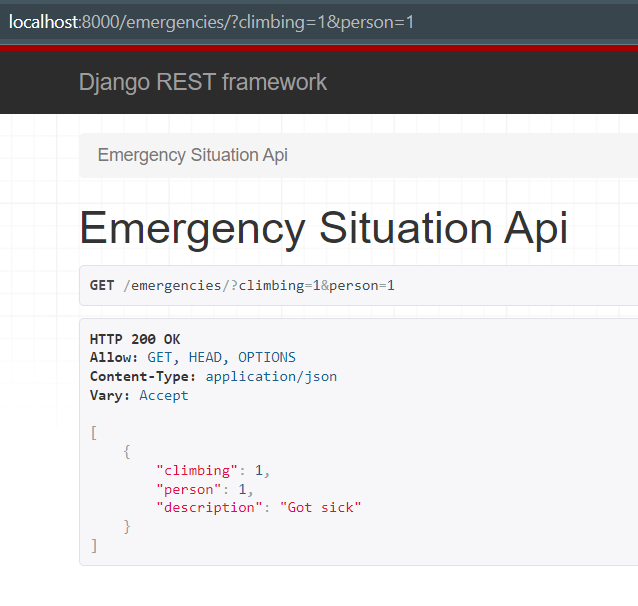 localhost:8000/emergencies/?climbing=1&person=1
Django REST framework
Emergency Situation Api
Emergency Situation Api
GET /emergencies/?climbing=1&person=1
HTTP 200 OK
Allow: GET, HEAD, OPTIONS
Content-Type: application/json
Vary: Accept
[
    {
        "climbing": 1,
        "person": 1,
        "description": "Got sick"
    }
]